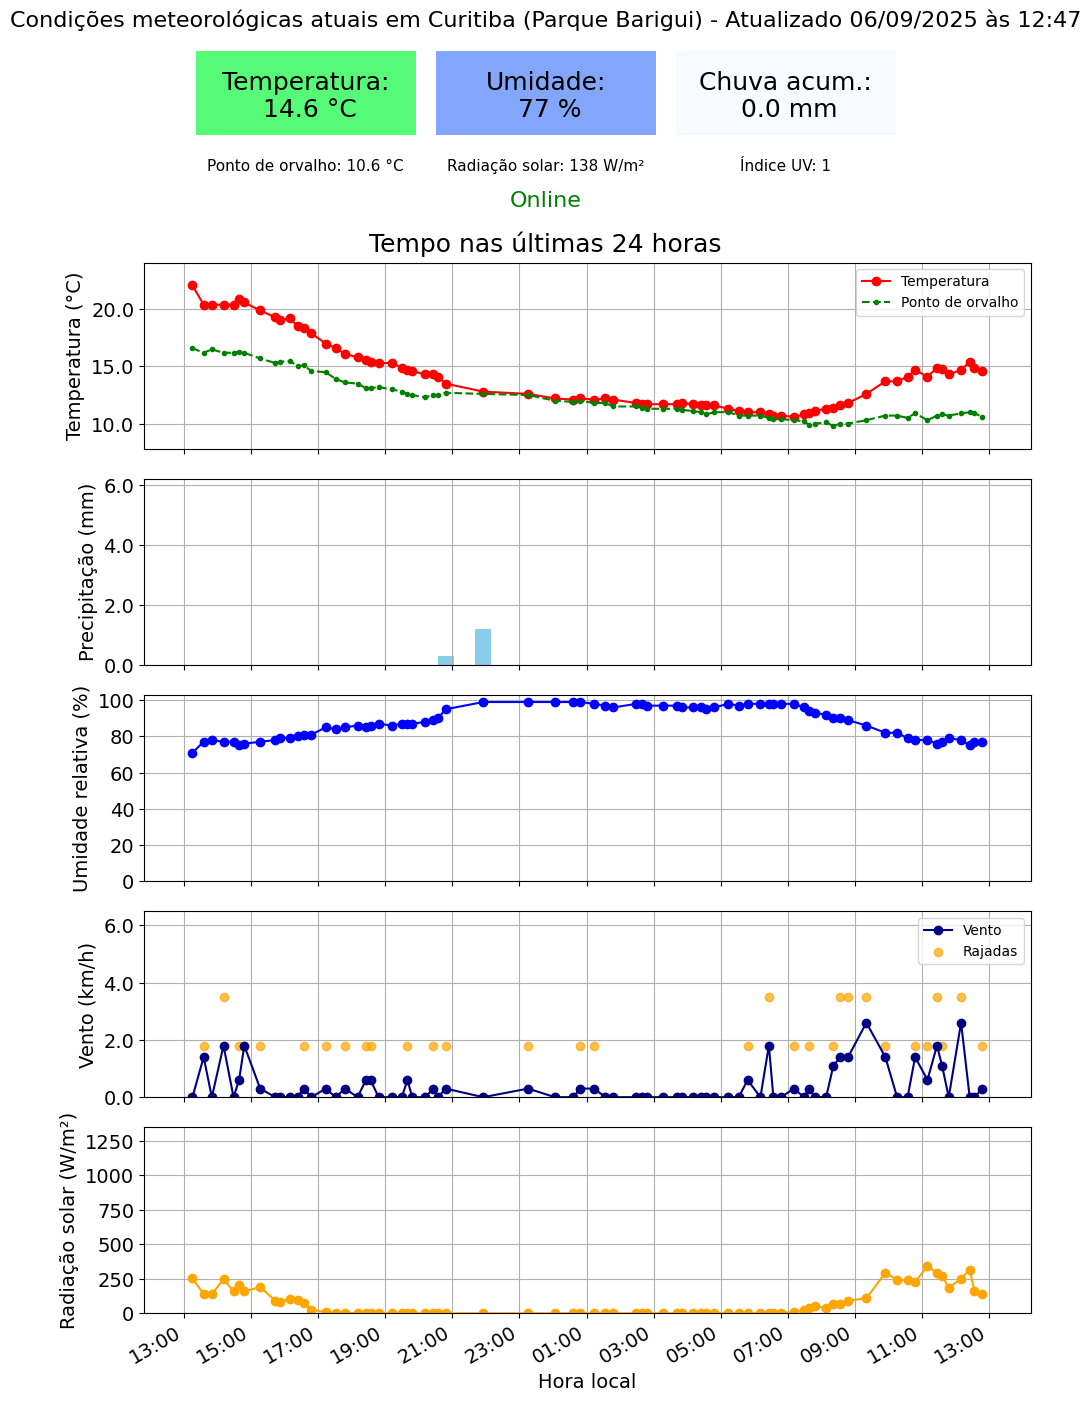 Condições meteorológicas atuais em Curitiba (Parque Barigui) - Atualizado 06/09/2025 às 12:47
Temperatura:
14.6 °C
Umidade:
77 %
Chuva acum.:
0.0 mm
Ponto de orvalho: 10.6 °C
Radiação solar: 138 W/m²
Índice UV: 1
Online
Tempo nas últimas 24 horas
Temperatura (°C)
20.0
15.0
10.0
Temperatura
Ponto de orvalho
Precipitação (mm)
6.0
4.0
2.0
0.0
Umidade relativa (%)
100
80
60
40
20
0
Vento (km/h)
6.0
4.0
2.0
0.0
Vento
Rajadas
Radiação solar (W/m²)
1250
1000
750
500
250
0
13:00
15:00
17:00
19:00
21:00
23:00
01:00
03:00
05:00
07:00
09:00
11:00
13:00
Hora local